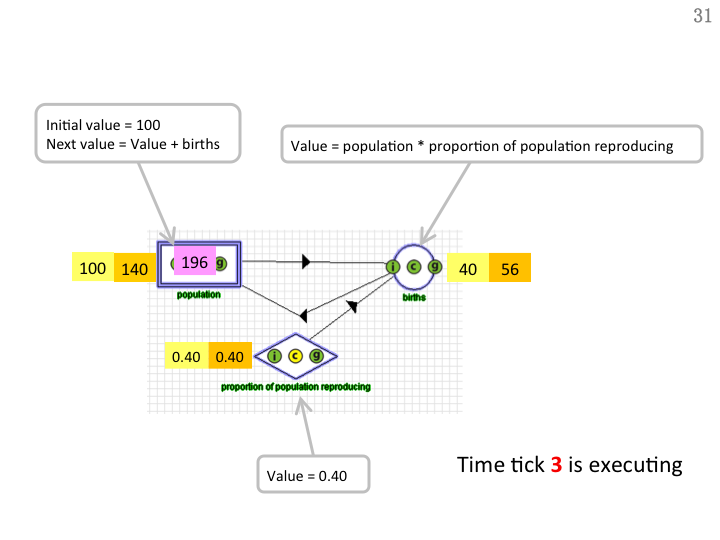 31
Initial value = 100
Next value = Value + births
Value = population * proportion of population reproducing
100 140 196 g
population
i c g
births
40 56
0.40 0.40
i c g
proportion of population reproducing
Value = 0.40
Time tick 3 is executing